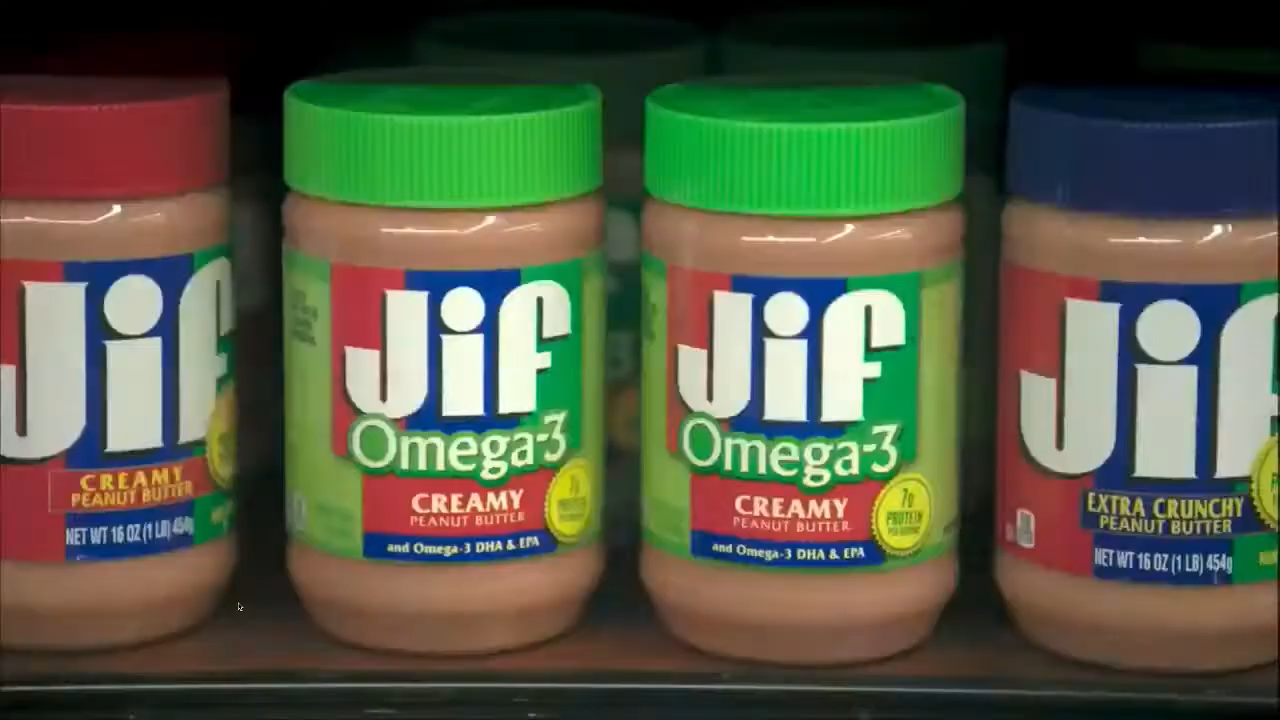 Jif
CREAMY
PEANUT BUTTER
NET WT 16 OZ (1 LB) 454g
Jif
Omega-3
CREAMY
PEANUT BUTTER
and Omega-3 DHA & EPA
Jif
Omega-3
CREAMY
PEANUT BUTTER
and Omega-3 DHA & EPA
7g
PROTEIN
Jif
EXTRA CRUNCHY
PEANUT BUTTER
NET WT 16 OZ (1 LB) 454g